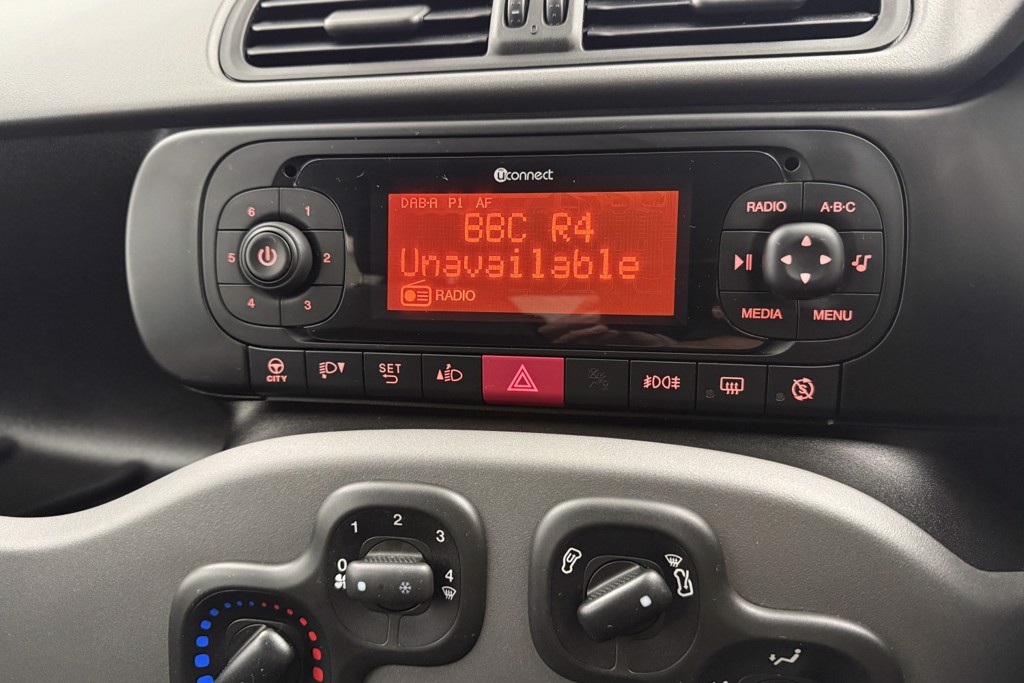 Uconnect
DAB·A P1 AF
BBC R4
Unavailable
RADIO
6 1
5 2
4 3
RADIO A·B·C
MEDIA MENU
CITY
SET
0 1 2 3 4